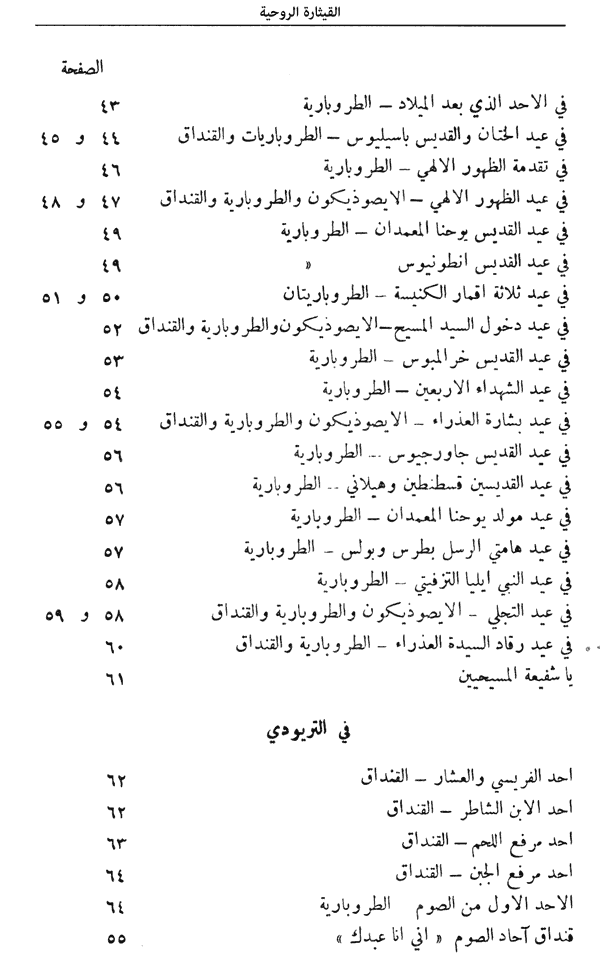 القيثارة الروحية
الصفحة
في الاحد الذي بعد الميلاد – الطروبارية ٤٣
في عيد الختان والقديس باسيليوس – الطروباريات والقنداق ٤٤ و ٤٥
في تقدمة الظهور الالهي – الطروبارية ٤٦
في عيد الظهور الالهي – الايصوذيكون والطروبارية والقنداق ٤٧ و ٤٨
في عيد القديس يوحنا المعمدان – الطروبارية ٤٩
في عيد القديس انطونيوس » ٤٩
في عيد ثلاثة اقمار الكنيسة – الطروباريتان ٥٠ و ٥١
في عيد دخول السيد المسيح–الايصوذيكون والطروبارية والقنداق ٥٢
في عيد القديس خرالمبوس – الطروبارية ٥٣
في عيد الشهداء الاربعين – الطروبارية ٥٤
في عيد بشارة العذراء – الايصوذيكون والطروبارية والقنداق ٥٤ و ٥٥
في عيد القديس جاورجيوس – الطروبارية ٥٦
في عيد القديسين قسطنطين وهيلاني – الطروبارية ٥٦
في عيد مولد يوحنا المعمدان – الطروبارية ٥٧
في عيد هامتي الرسل بطرس وبولس – الطروبارية ٥٧
في عيد النبي ايليا التزفيتي – الطروبارية ٥٨
في عيد التجلي – الايصوذيكون والطروبارية والقنداق ٥٨ و ٥٩
في عيد رقاد السيدة العذراء – الطروبارية والقنداق ٦٠
يا شفيعة المسيحيين ٦١
في التريودي
احد الفريسي والعشار – القنداق ٦٢
احد الابن الشاطر – القنداق ٦٢
احد مرفع اللحم – القنداق ٦٣
احد مرفع الجبن – القنداق ٦٤
الاحد الاول من الصوم الطروبارية ٦٤
قنداق آحاد الصوم « اني انا عبدك » ٥٥